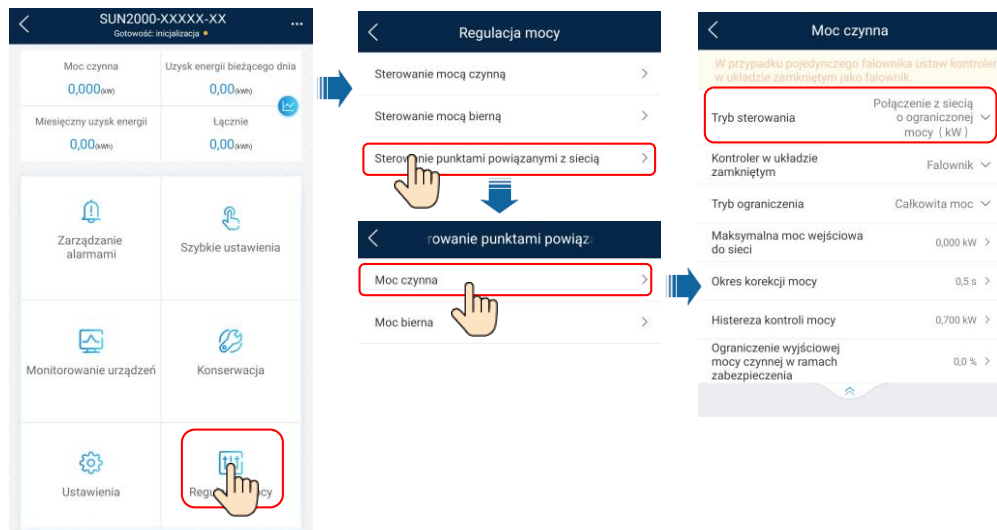 SUN2000-XXXXX-XX
Gotowość: inicjalizacja
Moc czynna
0,000(kW)
Uzysk energii bieżącego dnia
0,00(kWh)
Miesięczny uzysk energii
0,00(kWh)
Łącznie
0,00(kWh)
Zarządzanie
alarmami
Szybkie ustawienia
Monitorowanie urządzeń
Konserwacja
Ustawienia
Regulacja mocy
Sterowanie mocą czynną
Sterowanie mocą bierną
Sterowanie punktami powiązanymi z siecią
rowanie punktami powiąz
Moc czynna
Moc bierna
Moc czynna
W przypadku pojedynczego falownika ustaw kontroler
w układzie zamkniętym jako falownik.
Tryb sterowania
Połączenie z siecią
o ograniczonej
mocy ( kW )
Kontroler w układzie
zamkniętym
Falownik
Tryb ograniczenia
Całkowita moc
Maksymalna moc wejściowa
do sieci
0,000 kW
Okres korekcji mocy
0,5 s
Histereza kontroli mocy
0,700 kW
Ograniczenie wyjściowej
mocy czynnej w ramach
zabezpieczenia
0,0 %